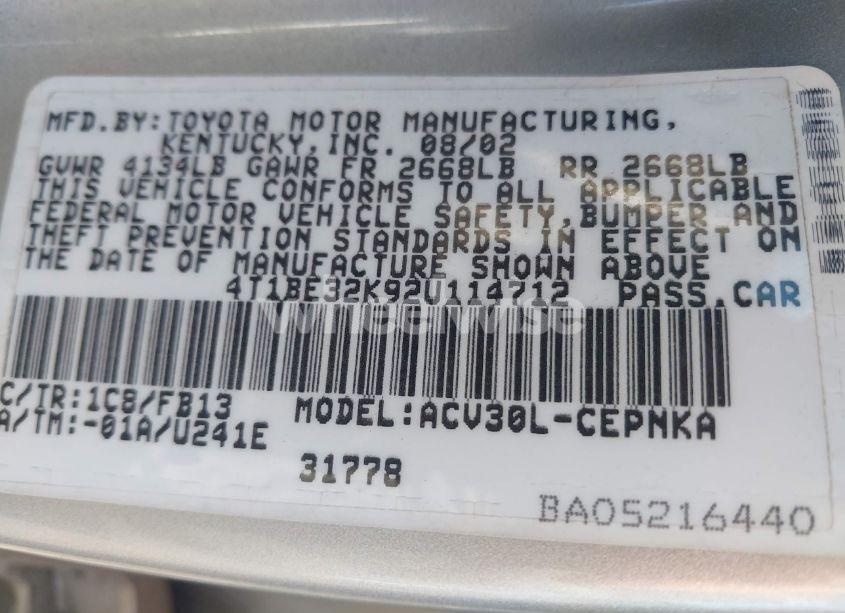 MFD.BY:TOYOTA MOTOR MANUFACTURING,
KENTUCKY,INC. 08/02
GVWR 4134LB GAWR FR 2668LB RR 2668LB
THIS VEHICLE CONFORMS TO ALL APPLICABLE
FEDERAL MOTOR VEHICLE SAFETY,BUMPER AND
THEFT PREVENTION STANDARDS IN EFFECT ON
THE DATE OF MANUFACTURE SHOWN ABOVE
4T1BE32K92U114712 PASS.CAR
wheelwise
C/TR:1C8/FB13
MODEL:ACV30L-CEPNKA
A/TM:-01A/U241E
31778
BA05216440